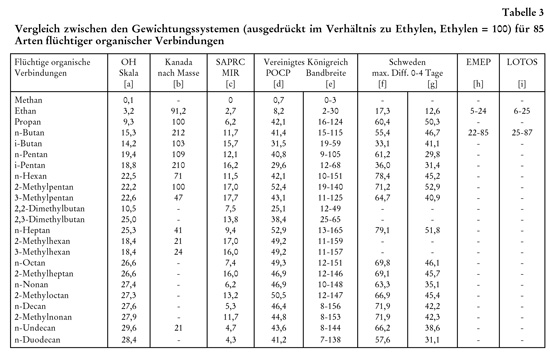 Tabelle 3
Vergleich zwischen den Gewichtungssystemen (ausgedrückt im Verhältnis zu Ethylen, Ethylen = 100) für 85
Arten flüchtiger organischer Verbindungen
Flüchtige organische Verbindungen OH Skala [a] Kanada nach Masse [b] SAPRC MIR [c] Vereinigtes Königreich POCP [d] Bandbreite [e] Schweden max. Diff. 0-4 Tage [f] [g] EMEP [h] LOTOS [i]
Methan 0,1 - 0 0,7 0-3 - - - -
Ethan 3,2 91,2 2,7 8,2 2-30 17,3 12,6 5-24 6-25
Propan 9,3 100 6,2 42,1 16-124 60,4 50,3 - -
n-Butan 15,3 212 11,7 41,4 15-115 55,4 46,7 22-85 25-87
i-Butan 14,2 103 15,7 31,5 19-59 33,1 41,1 - -
n-Pentan 19,4 109 12,1 40,8 9-105 61,2 29,8 - -
i-Pentan 18,8 210 16,2 29,6 12-68 36,0 31,4 - -
n-Hexan 22,5 71 11,5 42,1 10-151 78,4 45,2 - -
2-Methylpentan 22,2 100 17,0 52,4 19-140 71,2 52,9 - -
3-Methylpentan 22,6 47 17,7 43,1 11-125 64,7 40,9 - -
2,2-Dimethylbutan 10,5 - 7,5 25,1 12-49 - - - -
2,3-Dimethylbutan 25,0 - 13,8 38,4 25-65 - - - -
n-Heptan 25,3 41 9,4 52,9 13-165 79,1 51,8 - -
2-Methylhexan 18,4 21 17,0 49,2 11-159 - - - -
3-Methylhexan 18,4 24 16,0 49,2 11-157 - - - -
n-Octan 26,6 - 7,4 49,3 12-151 69,8 46,1 - -
2-Methylheptan 26,6 - 16,0 46,9 12-146 69,1 45,7 - -
n-Nonan 27,4 - 6,2 46,9 10-148 63,3 35,1 - -
2-Methyloctan 27,3 - 13,2 50,5 12-147 66,9 45,4 - -
n-Decan 27,6 - 5,3 46,4 8-156 71,9 42,2 - -
2-Methylnonan 27,9 - 11,7 44,8 8-153 71,9 42,3 - -
n-Undecan 29,6 21 4,7 43,6 8-144 66,2 38,6 - -
n-Duodecan 28,4 - 4,3 41,2 7-138 57,6 31,1 - -